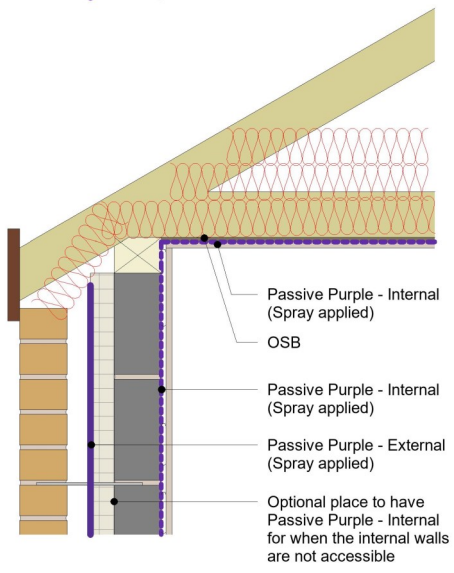 Passive Purple - Internal
(Spray applied)
OSB
Passive Purple - Internal
(Spray applied)
Passive Purple - External
(Spray applied)
Optional place to have
Passive Purple - Internal
for when the internal walls
are not accessible